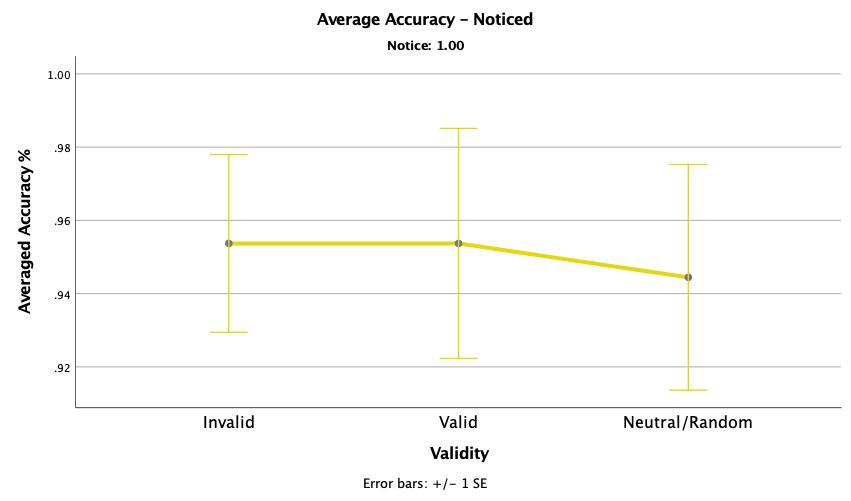 Average Accuracy – Noticed
Notice: 1.00
Averaged Accuracy %
1.00
.98
.96
.94
.92
Invalid Valid Neutral/Random
Validity
Error bars: +/− 1 SE